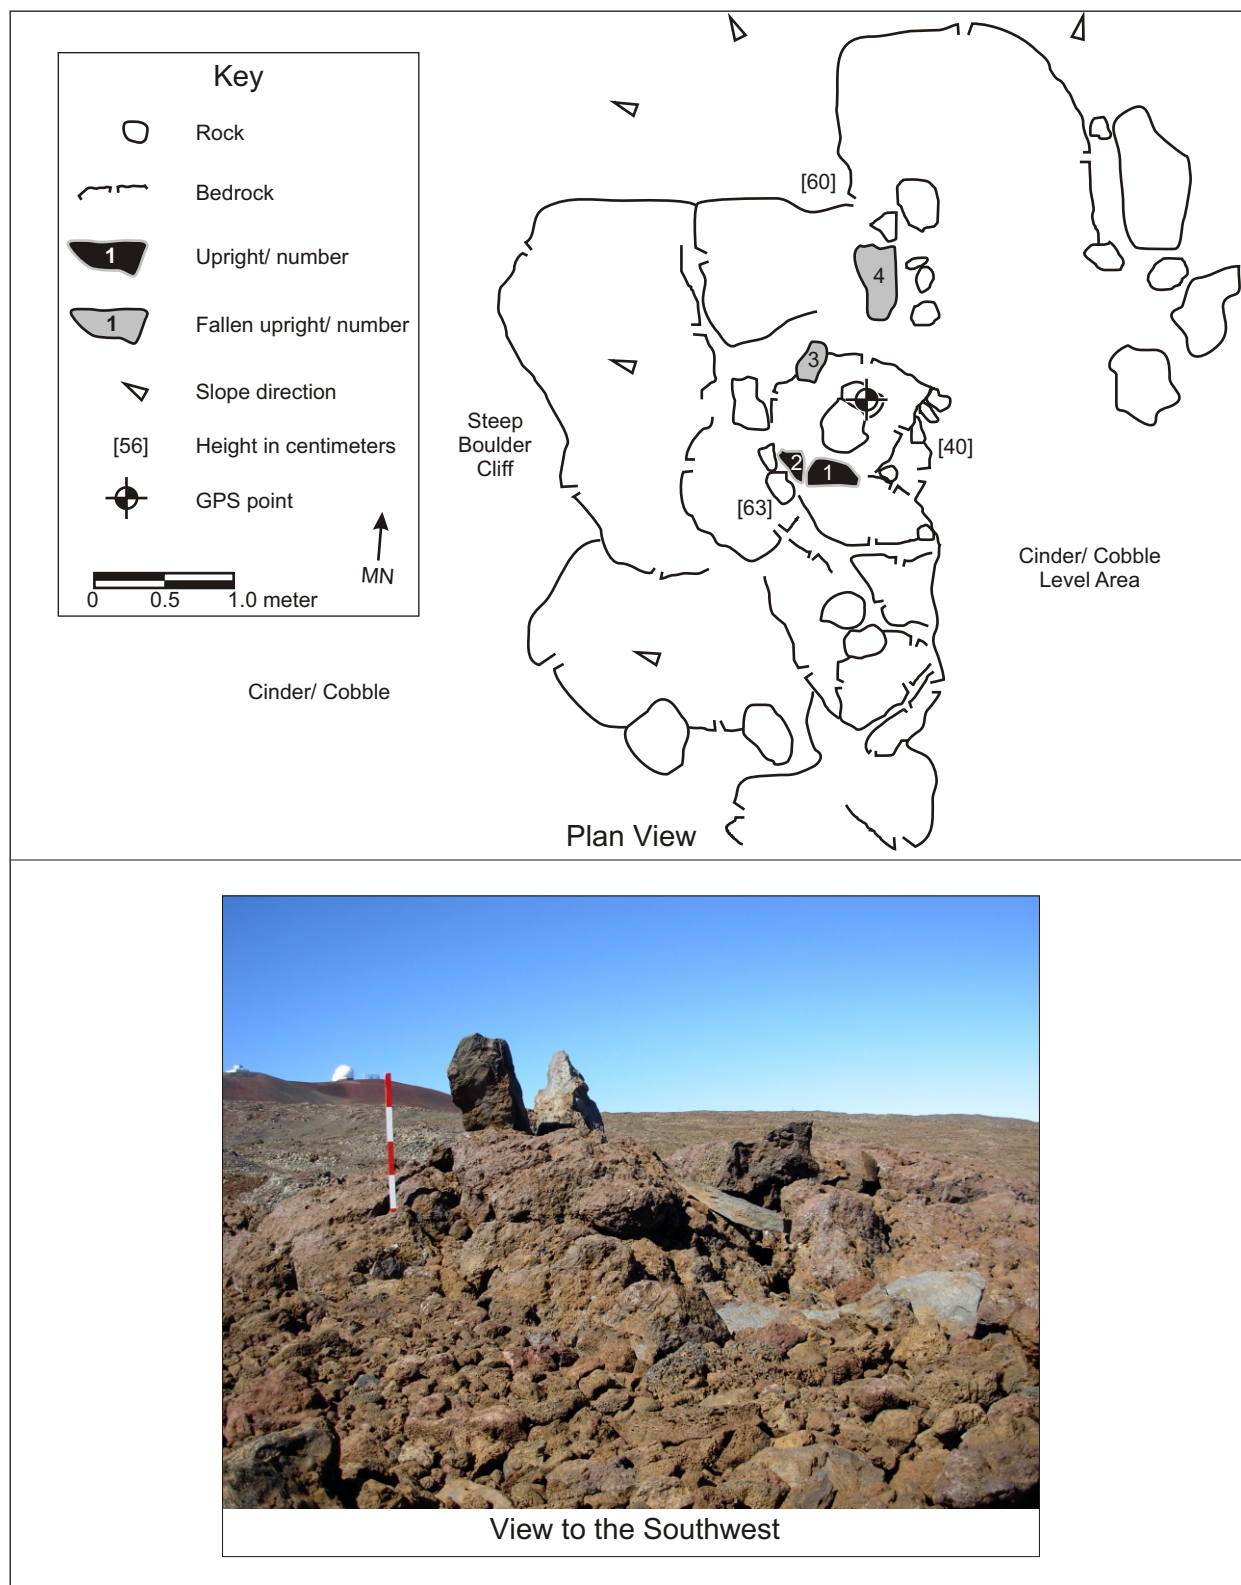 Key
Rock
Bedrock
1
Upright/ number
1
Fallen upright/ number
Slope direction
[56]
Height in centimeters
GPS point
MN
0
0.5
1.0 meter
[60]
4
3
Steep
Boulder
Cliff
[40]
2
1
[63]
Cinder/ Cobble
Level Area
Cinder/ Cobble
Plan View
View to the Southwest